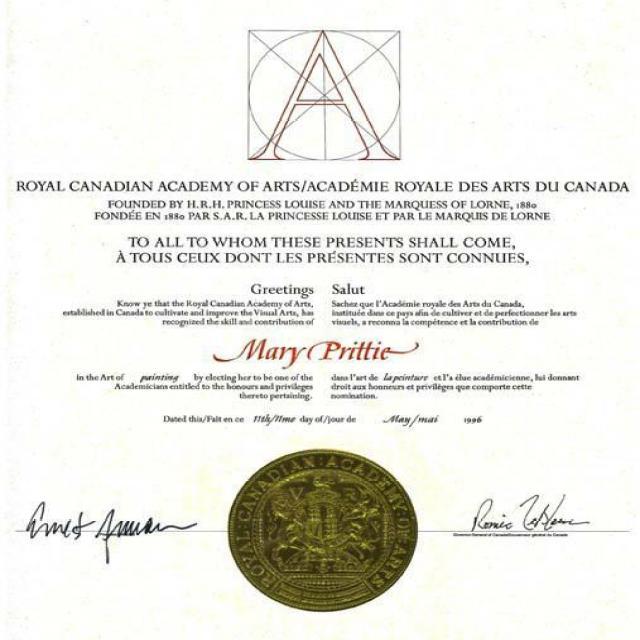 A
ROYAL CANADIAN ACADEMY OF ARTS/ACADÉMIE ROYALE DES ARTS DU CANADA
FOUNDED BY H.R.H. PRINCESS LOUISE AND THE MARQUESS OF LORNE, 1880
FONDÉE EN 1880 PAR S.A.R. LA PRINCESSE LOUISE ET PAR LE MARQUIS DE LORNE
TO ALL TO WHOM THESE PRESENTS SHALL COME,
À TOUS CEUX DONT LES PRÉSENTES SONT CONNUES,
Greetings
Know ye that the Royal Canadian Academy of Arts,
established in Canada to cultivate and improve the Visual Arts, has
recognized the skill and contribution of
Salut
Sachez que l'Académie royale des Arts du Canada,
instituée dans ce pays afin de cultiver et de perfectionner les arts
visuels, a reconnu la compétence et la contribution de
Mary Prittie
in the Art of painting by electing her to be one of the
Academicians entitled to the honours and privileges
thereto pertaining.
dans l'art de la peinture et l'a élue académicienne, lui donnant
droit aux honneurs et privilèges que comporte cette
nomination.
Dated this/Fait en ce 11th/11me day of/jour de May/mai 1996
ROYAL·CANADIAN·ACADEMY·OF·ARTS
Governor-General of Canada/Gouverneur général du Canada